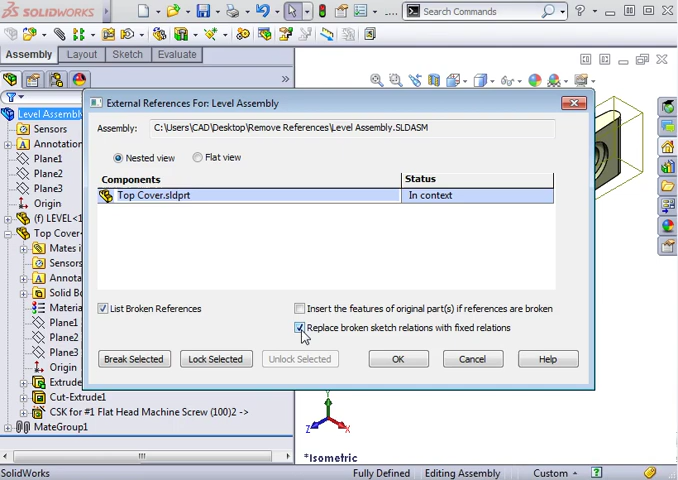 SOLIDWORKS
Search Commands
Assembly Layout Sketch Evaluate
External References For: Level Assembly
Assembly: C:\Users\CAD\Desktop\Remove References\Level Assembly.SLDASM
Nested view Flat view
Components Status
Top Cover.sldprt In context
List Broken References
Insert the features of original part(s) if references are broken
Replace broken sketch relations with fixed relations
Break Selected Lock Selected Unlock Selected OK Cancel Help
Level Assembly
Sensors
Annotation
Plane1
Plane2
Plane3
Origin
(f) LEVEL<1
Top Cover<
Mates i
Sensors
Annota
Solid Bo
Materia
Plane1
Plane2
Plane3
Origin
Extrude
Cut-Extrude1
CSK for #1 Flat Head Machine Screw (100)2 ->
MateGroup1
Z
X
*Isometric
SolidWorks Fully Defined Editing Assembly Custom